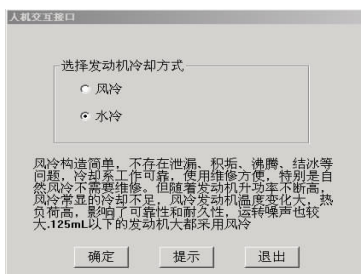 人机交互接口
选择发动机冷却方式
风冷
水冷
风冷构造简单，不存在泄漏、积垢、沸腾、结冰等
问题，冷却系工作可靠，使用维修方便，特别是自
然风冷不需要维修。但随着发动机升功率不断高，
风冷常显的冷却不足，风冷发动机温度变化大，热
负荷高，影响了可靠性和耐久性，运转噪声也较
大.125mL以下的发动机大都采用风冷
确定
提示
退出